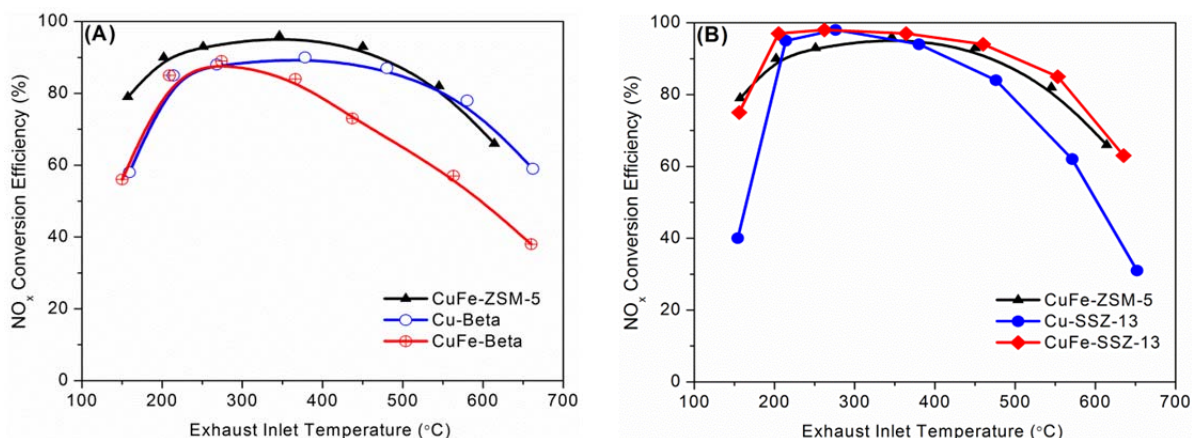 (A)
NOx Conversion Efficiency (%)
100
80
60
40
20
0
CuFe-ZSM-5
Cu-Beta
CuFe-Beta
100 200 300 400 500 600 700
Exhaust Inlet Temperature (°C)
(B)
NOx Conversion Efficiency (%)
100
80
60
40
20
0
CuFe-ZSM-5
Cu-SSZ-13
CuFe-SSZ-13
100 200 300 400 500 600 700
Exhaust Inlet Temperature (°C)